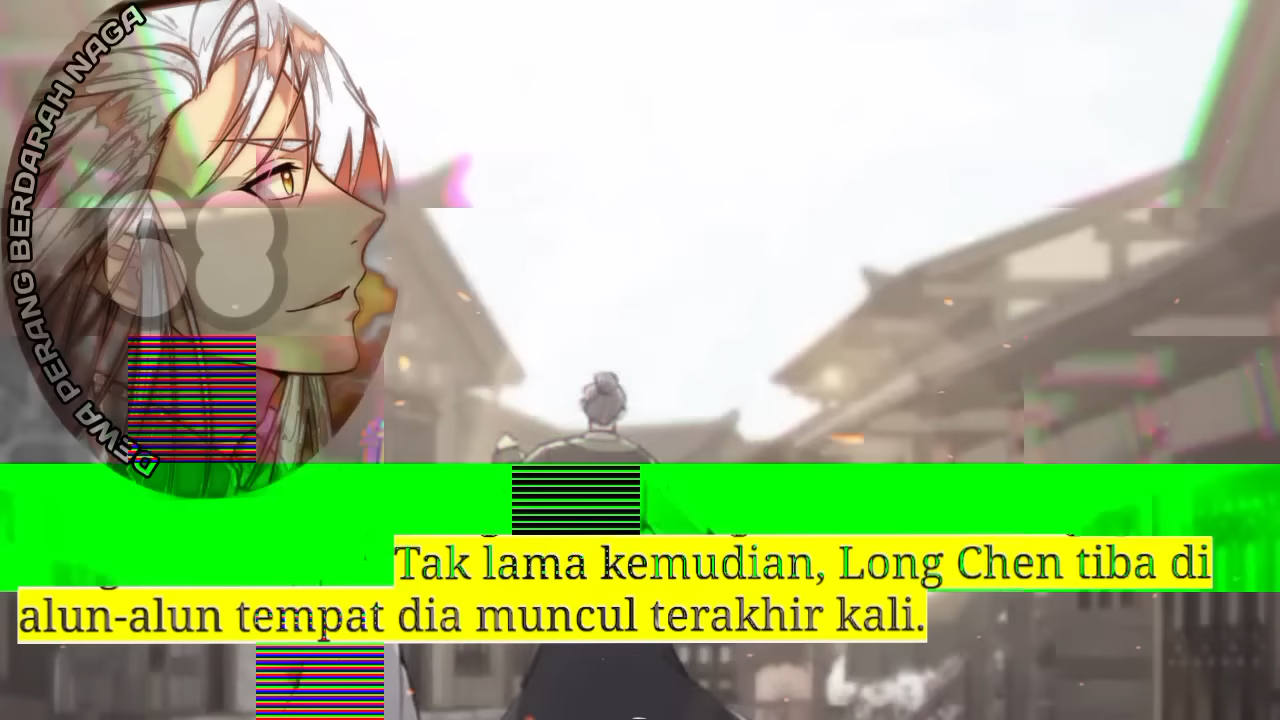 DEWA PERANG BERDARAH NAGA
Tak lama kemudian, Long Chen tiba di
alun-alun tempat dia muncul terakhir kali.